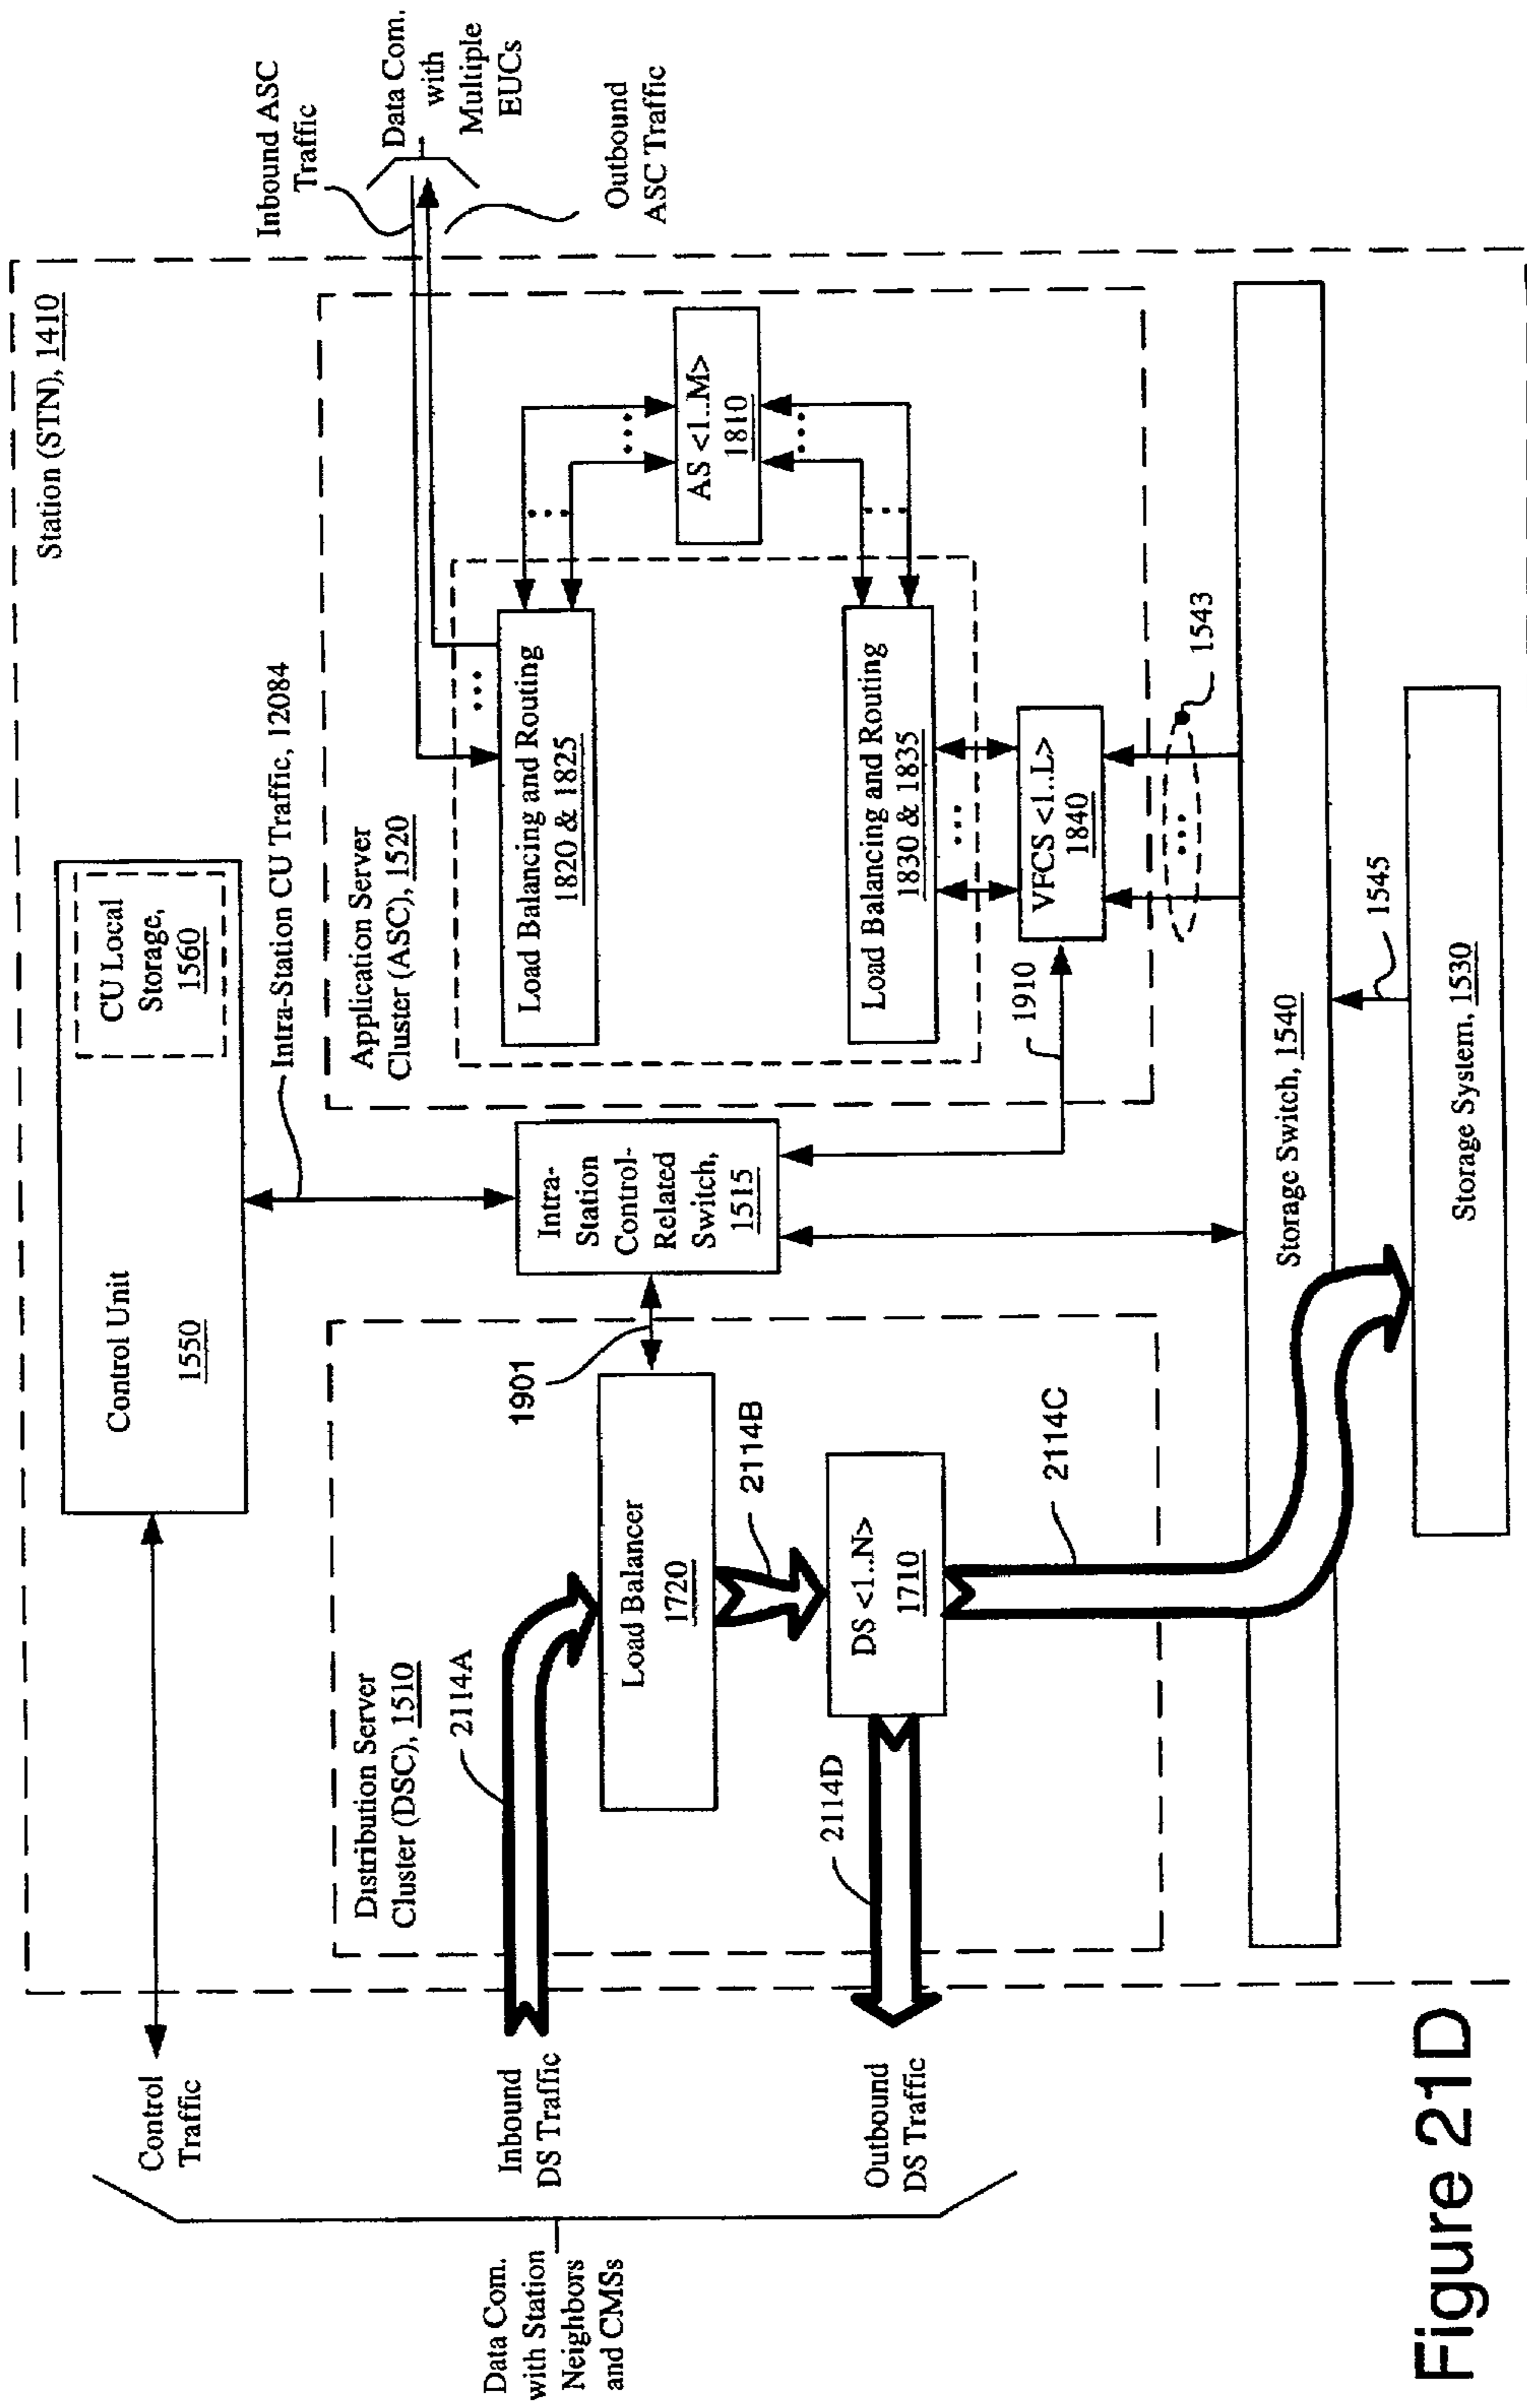 Station (STN), 1410
Control Unit
1550
CU Local
Storage,
1560
Control
Traffic
Intra-Station CU Traffic, 12084
Inbound ASC
Traffic
Data Com.
with
Multiple
EUCs
Outbound
ASC Traffic
Distribution Server
Cluster (DSC), 1510
2114A
1901
Intra-
Station
Control-
Related
Switch,
1515
Application Server
Cluster (ASC), 1520
Load Balancing and Routing
1820 & 1825
...
AS <1..M>
1810
Inbound
DS Traffic
Load Balancer
1720
2114B
Data Com.
with Station
Neighbors
and CMSs
Outbound
DS Traffic
2114D
DS <1..N>
1710
2114C
Load Balancing and Routing
1830 & 1835
...
1910
VFCS <1..L>
1840
1543
...
Storage Switch, 1540
1545
Storage System, 1530
Figure 21D